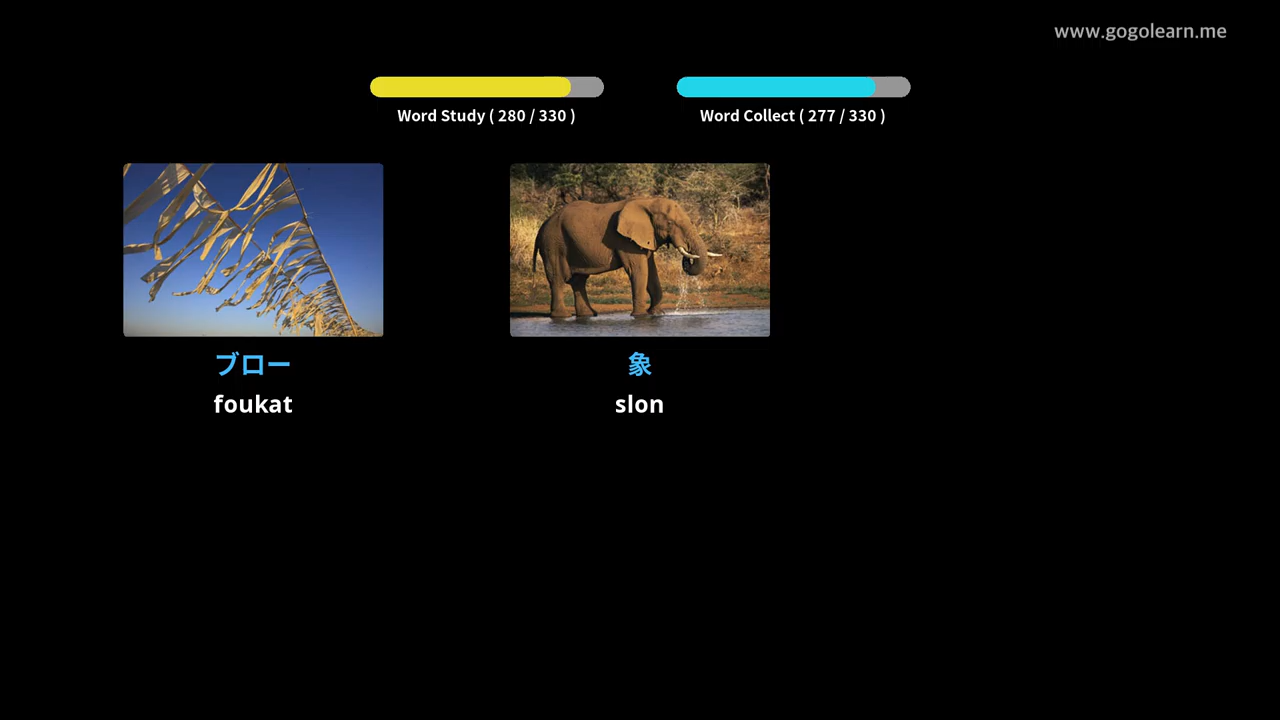 www.gogolearn.me
Word Study ( 280 / 330 )
Word Collect ( 277 / 330 )
ブロー
象
foukat
slon